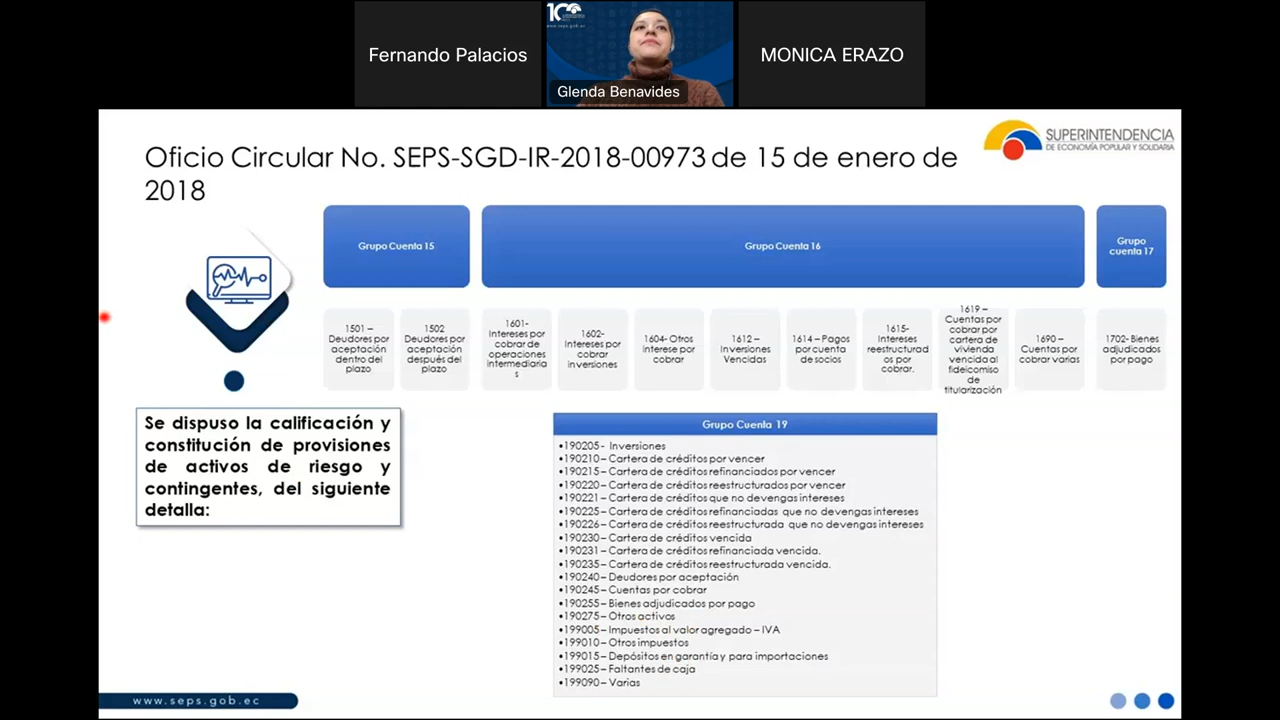 Fernando Palacios
100
www.seps.gob.ec
Glenda Benavides
MONICA ERAZO
Oficio Circular No. SEPS-SGD-IR-2018-00973 de 15 de enero de
2018
SUPERINTENDENCIA
DE ECONOMÍA POPULAR Y SOLIDARIA
Grupo Cuenta 15
Grupo Cuenta 16
Grupo
cuenta 17
1501 –
Deudores por
aceptación
dentro del
plazo
1502
Deudores por
aceptación
después del
plazo
1601-
Intereses por
cobrar de
operaciones
intermediaria
s
1602-
Intereses por
cobrar
inversiones
1604- Otros
Interese por
cobrar
1612 –
Inversiones
Vencidas
1614 – Pagos
por cuenta
de socios
1615-
Intereses
reestructurad
os por
cobrar.
1619 –
Cuentas por
cobrar por
cartera de
vivienda
vencida al
fideicomiso
de
titularización
1690 –
Cuentas por
cobrar varias
1702- Bienes
adjudicados
por pago
Se dispuso la calificación y
constitución de provisiones
de activos de riesgo y
contingentes, del siguiente
detalla:
Grupo Cuenta 19
•190205 - Inversiones
•190210 – Cartera de créditos por vencer
•190215 – Cartera de créditos refinanciados por vencer
•190220 – Cartera de créditos reestructurados por vencer
•190221 – Cartera de créditos que no devengas intereses
•190225 – Cartera de créditos refinanciadas que no devengas intereses
•190226 – Cartera de créditos reestructurada que no devengas intereses
•190230 – Cartera de créditos vencida
•190231 – Cartera de créditos refinanciada vencida.
•190235 – Cartera de créditos reestructurada vencida.
•190240 – Deudores por aceptación
•190245 – Cuentas por cobrar
•190255 – Bienes adjudicados por pago
•190275 – Otros activos
•199005 – Impuestos al valor agregado – IVA
•199010 – Otros impuestos
•199015 – Depósitos en garantía y para importaciones
•199025 – Faltantes de caja
•199090 – Varias
www.seps.gob.ec